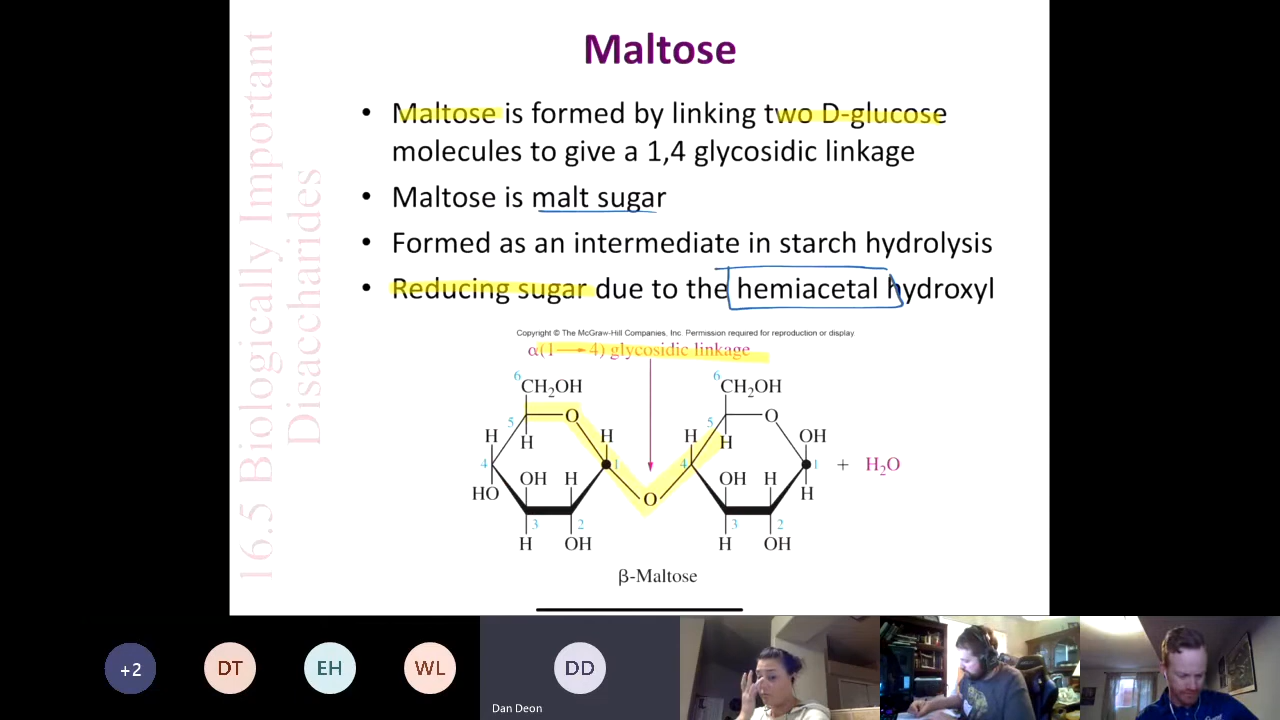 Maltose
• Maltose is formed by linking two D-glucose
molecules to give a 1,4 glycosidic linkage
• Maltose is malt sugar
• Formed as an intermediate in starch hydrolysis
• Reducing sugar due to the hemiacetal hydroxyl
16.5 Biologically Important
Disaccharides
Copyright © The McGraw-Hill Companies, Inc. Permission required for reproduction or display
α(1→4) glycosidic linkage
6 6
CH₂OH CH₂OH
5 O 5 O
H H H H H OH
4 1 4 1 + H₂O
HO OH H O OH H H
3 2 3 2
H OH H OH
β-Maltose
+2 DT EH WL DD
Dan Deon